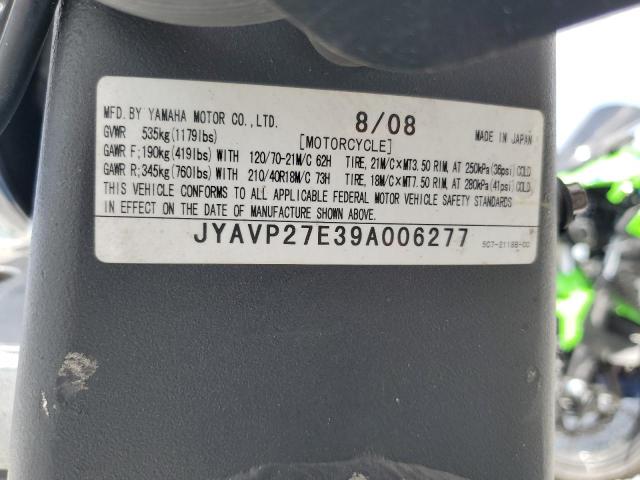 MFD.BY YAMAHA MOTOR CO.,LTD. 8/08 MADE IN JAPAN
GVWR 535kg(1179lbs) [MOTORCYCLE]
GAWR F;190kg(419lbs) WITH 120/70-21M/C 62H TIRE, 21M/C×MT3.50 RIM, AT 250kPa(36psi)COLD
GAWR R;345kg(760lbs) WITH 210/40R18M/C 73H TIRE, 18M/C×MT7.50 RIM, AT 280kPa(41psi)COLD
THIS VEHICLE CONFORMS TO ALL APPLICABLE FEDERAL MOTOR VEHICLE SAFETY STANDARDS
IN EFFECT ON THE DATE OF MANUFACTURE SHOWN ABOVE.
JYAVP27E39A006277